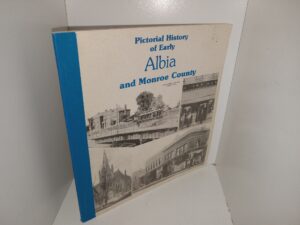 Pictorial History
of Early
Albia
and Monroe County